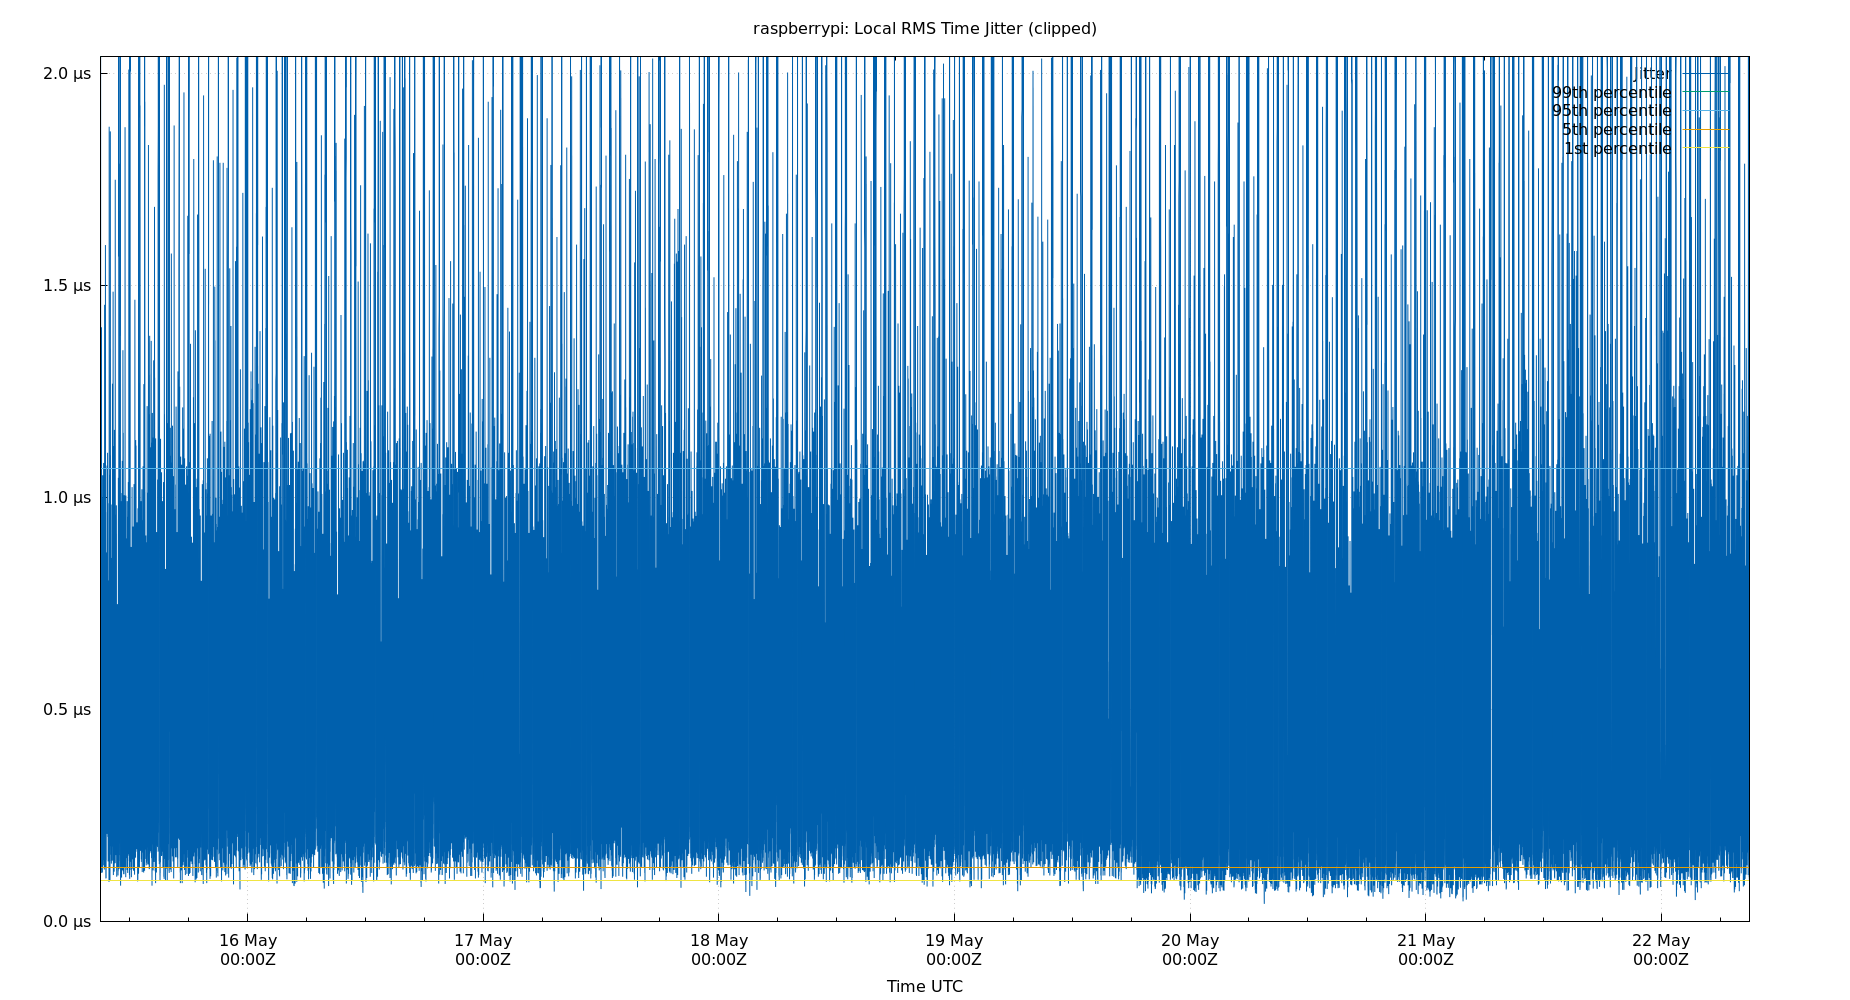 raspberrypi: Local RMS Time Jitter (clipped)
2.0 µs
1.5 µs
1.0 µs
0.5 µs
0.0 µs
jitter
99th percentile
95th percentile
5th percentile
1st percentile
16 May 17 May 18 May 19 May 20 May 21 May 22 May
00:00Z 00:00Z 00:00Z 00:00Z 00:00Z 00:00Z 00:00Z
Time UTC